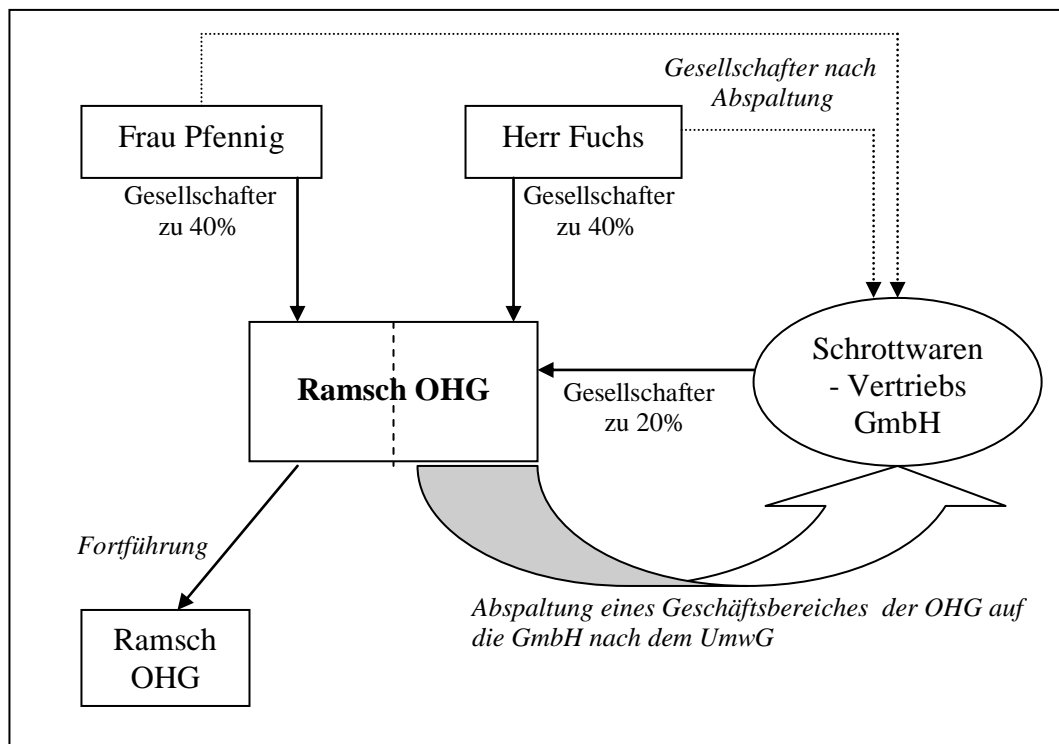 Gesellschafter nach
Abspaltung
Frau Pfennig
Herr Fuchs
Gesellschafter
zu 40%
Gesellschafter
zu 40%
Ramsch OHG
Gesellschafter
zu 20%
Schrottwaren
- Vertriebs
GmbH
Fortführung
Ramsch
OHG
Abspaltung eines Geschäftsbereiches der OHG auf
die GmbH nach dem UmwG